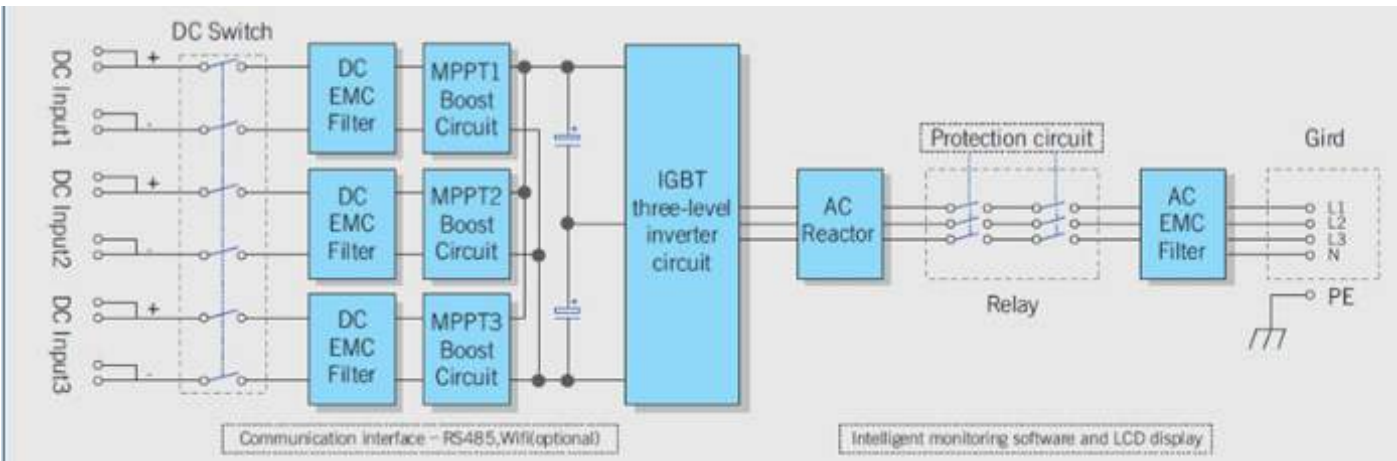 DC Switch
DC Input1
+
-
DC Input2
+
-
DC Input3
+
-
DC
EMC
Filter
DC
EMC
Filter
DC
EMC
Filter
MPPT1
Boost
Circuit
MPPT2
Boost
Circuit
MPPT3
Boost
Circuit
+
+
IGBT
three-level
inverter
circuit
AC
Reactor
Protection circuit
Relay
AC
EMC
Filter
Gird
L1
L2
L3
N
PE
Communication interface - RS485,Wifi(optional)
Intelligent monitoring software and LCD display